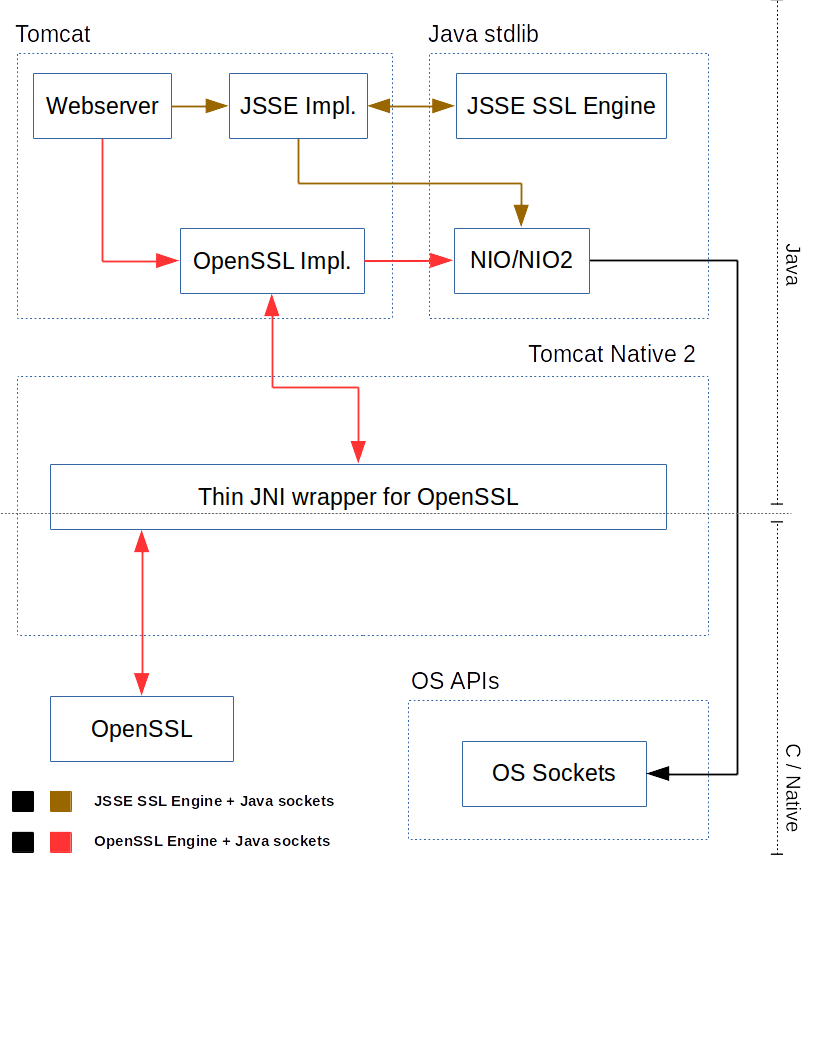 Tomcat
Java stdlib
Webserver
JSSE Impl.
JSSE SSL Engine
OpenSSL Impl.
NIO/NIO2
Java
Tomcat Native 2
Thin JNI wrapper for OpenSSL
OS APIs
OpenSSL
OS Sockets
C / Native
JSSE SSL Engine + Java sockets
OpenSSL Engine + Java sockets